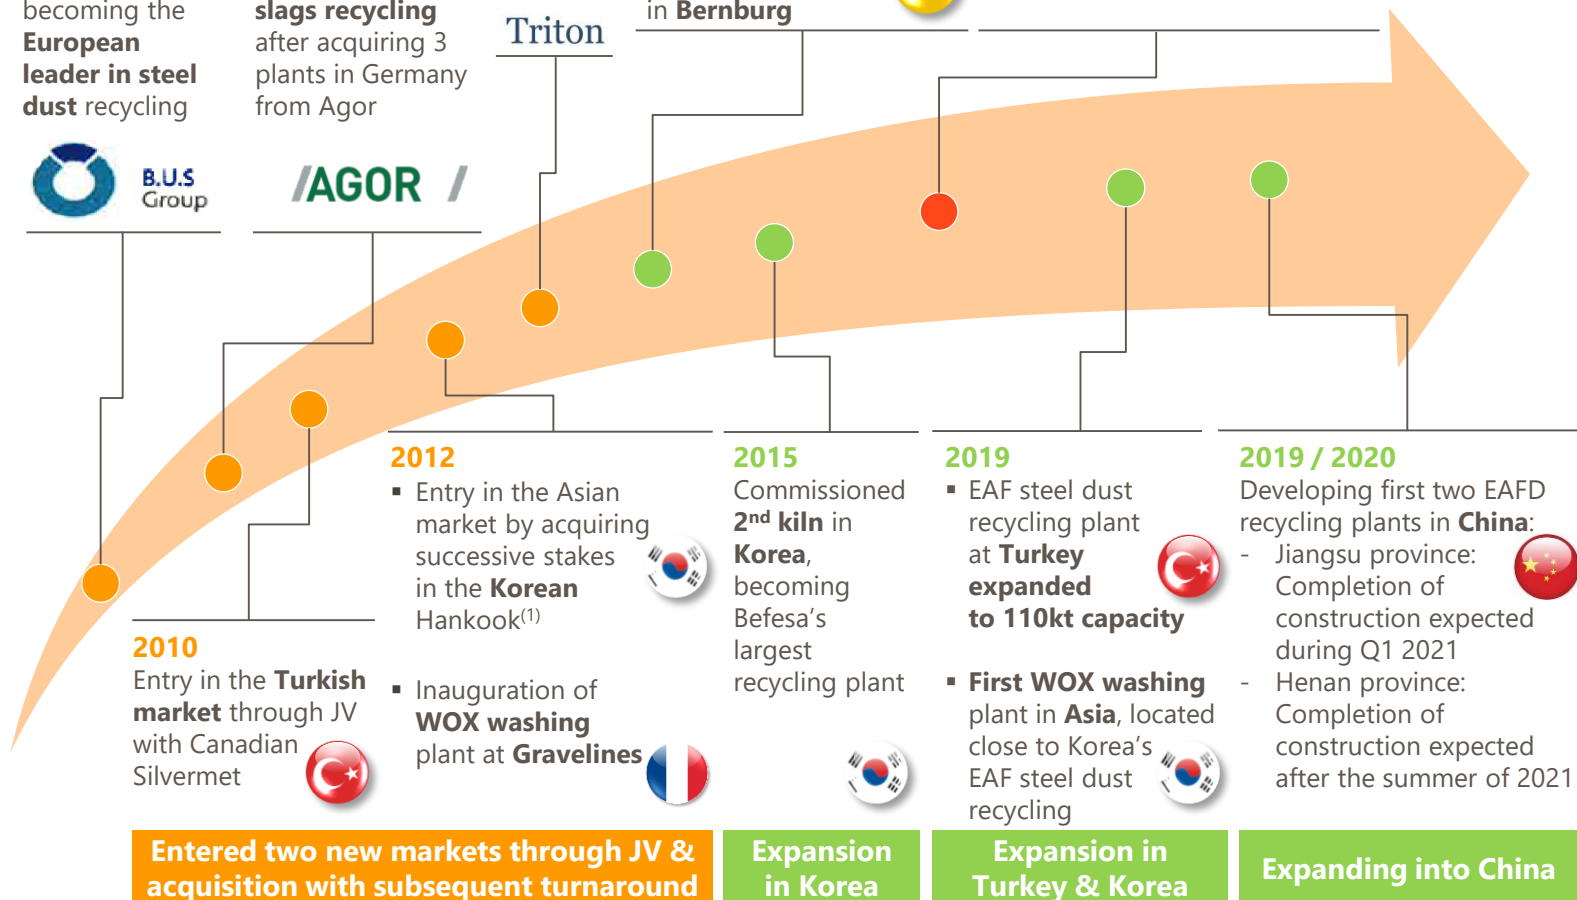 becoming the
European
leader in steel
dust recycling
B.U.S
Group
slags recycling
after acquiring 3
plants in Germany
from Agor
/AGOR /
Triton
in Bernburg
2010
Entry in the Turkish
market through JV
with Canadian
Silvermet
2012
▪ Entry in the Asian
market by acquiring
successive stakes
in the Korean
Hankook(1)
▪ Inauguration of
WOX washing
plant at Gravelines
2015
Commissioned
2nd kiln in
Korea,
becoming
Befesa's
largest
recycling plant
2019
▪ EAF steel dust
recycling plant
at Turkey
expanded
to 110kt capacity
▪ First WOX washing
plant in Asia, located
close to Korea's
EAF steel dust
recycling
2019 / 2020
Developing first two EAFD
recycling plants in China:
- Jiangsu province:
Completion of
construction expected
during Q1 2021
- Henan province:
Completion of
construction expected
after the summer of 2021
Entered two new markets through JV &
acquisition with subsequent turnaround
Expansion
in Korea
Expansion in
Turkey & Korea
Expanding into China